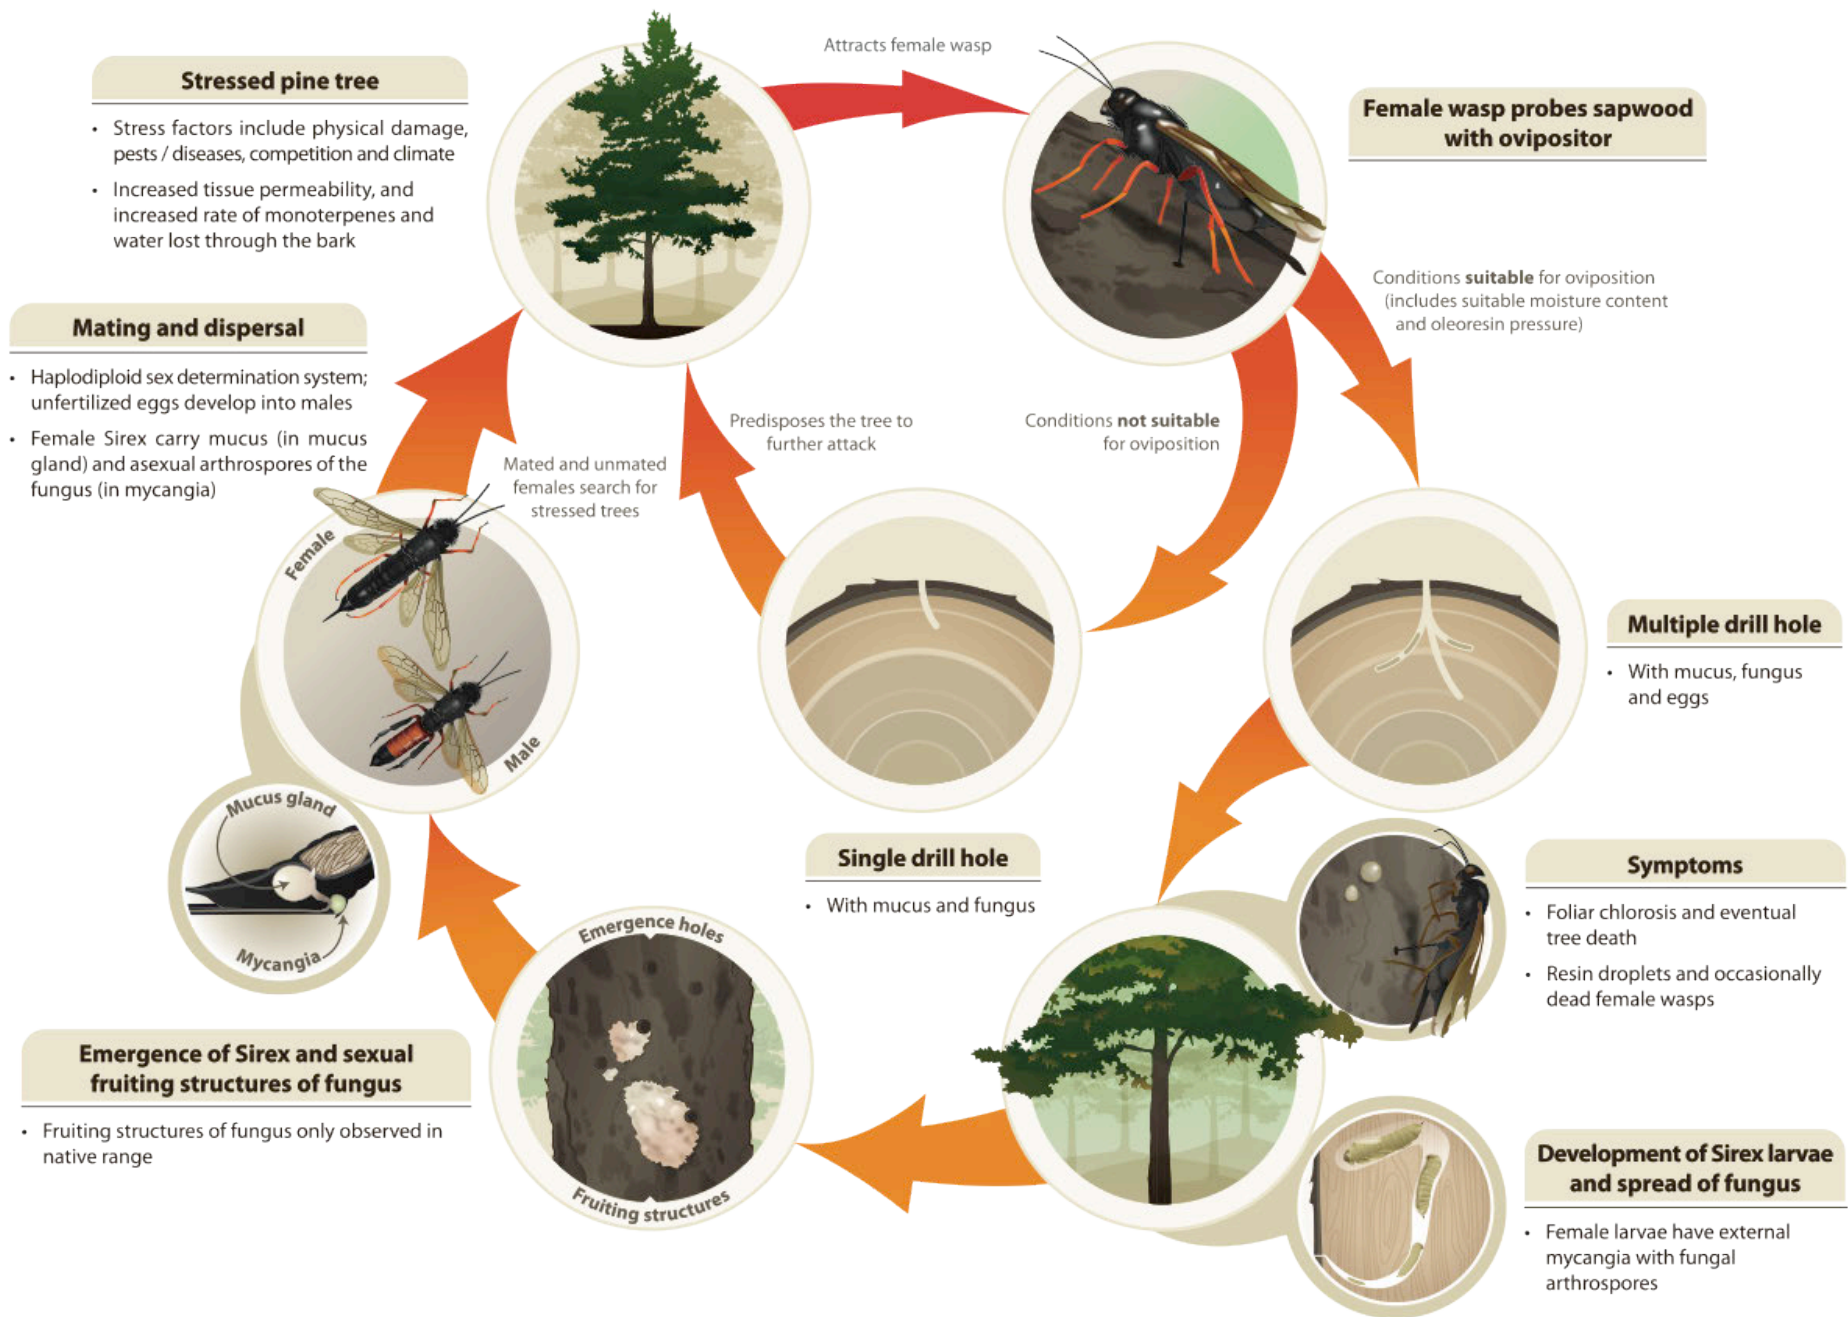 Stressed pine tree
• Stress factors include physical damage,
pests / diseases, competition and climate
• Increased tissue permeability, and
increased rate of monoterpenes and
water lost through the bark
Attracts female wasp
Female wasp probes sapwood
with ovipositor
Conditions suitable for oviposition
(includes suitable moisture content
and oleoresin pressure)
Mating and dispersal
• Haplodiploid sex determination system;
unfertilized eggs develop into males
• Female Sirex carry mucus (in mucus
gland) and asexual arthrospores of the
fungus (in mycangia)
Mated and unmated
females search for
stressed trees
Predisposes the tree to
further attack
Conditions not suitable
for oviposition
Female
Male
Mucus gland
Mycangia
Multiple drill hole
• With mucus, fungus
and eggs
Single drill hole
• With mucus and fungus
Symptoms
• Foliar chlorosis and eventual
tree death
• Resin droplets and occasionally
dead female wasps
Emergence holes
Fruiting structures
Emergence of Sirex and sexual
fruiting structures of fungus
• Fruiting structures of fungus only observed in
native range
Development of Sirex larvae
and spread of fungus
• Female larvae have external
mycangia with fungal
arthrospores